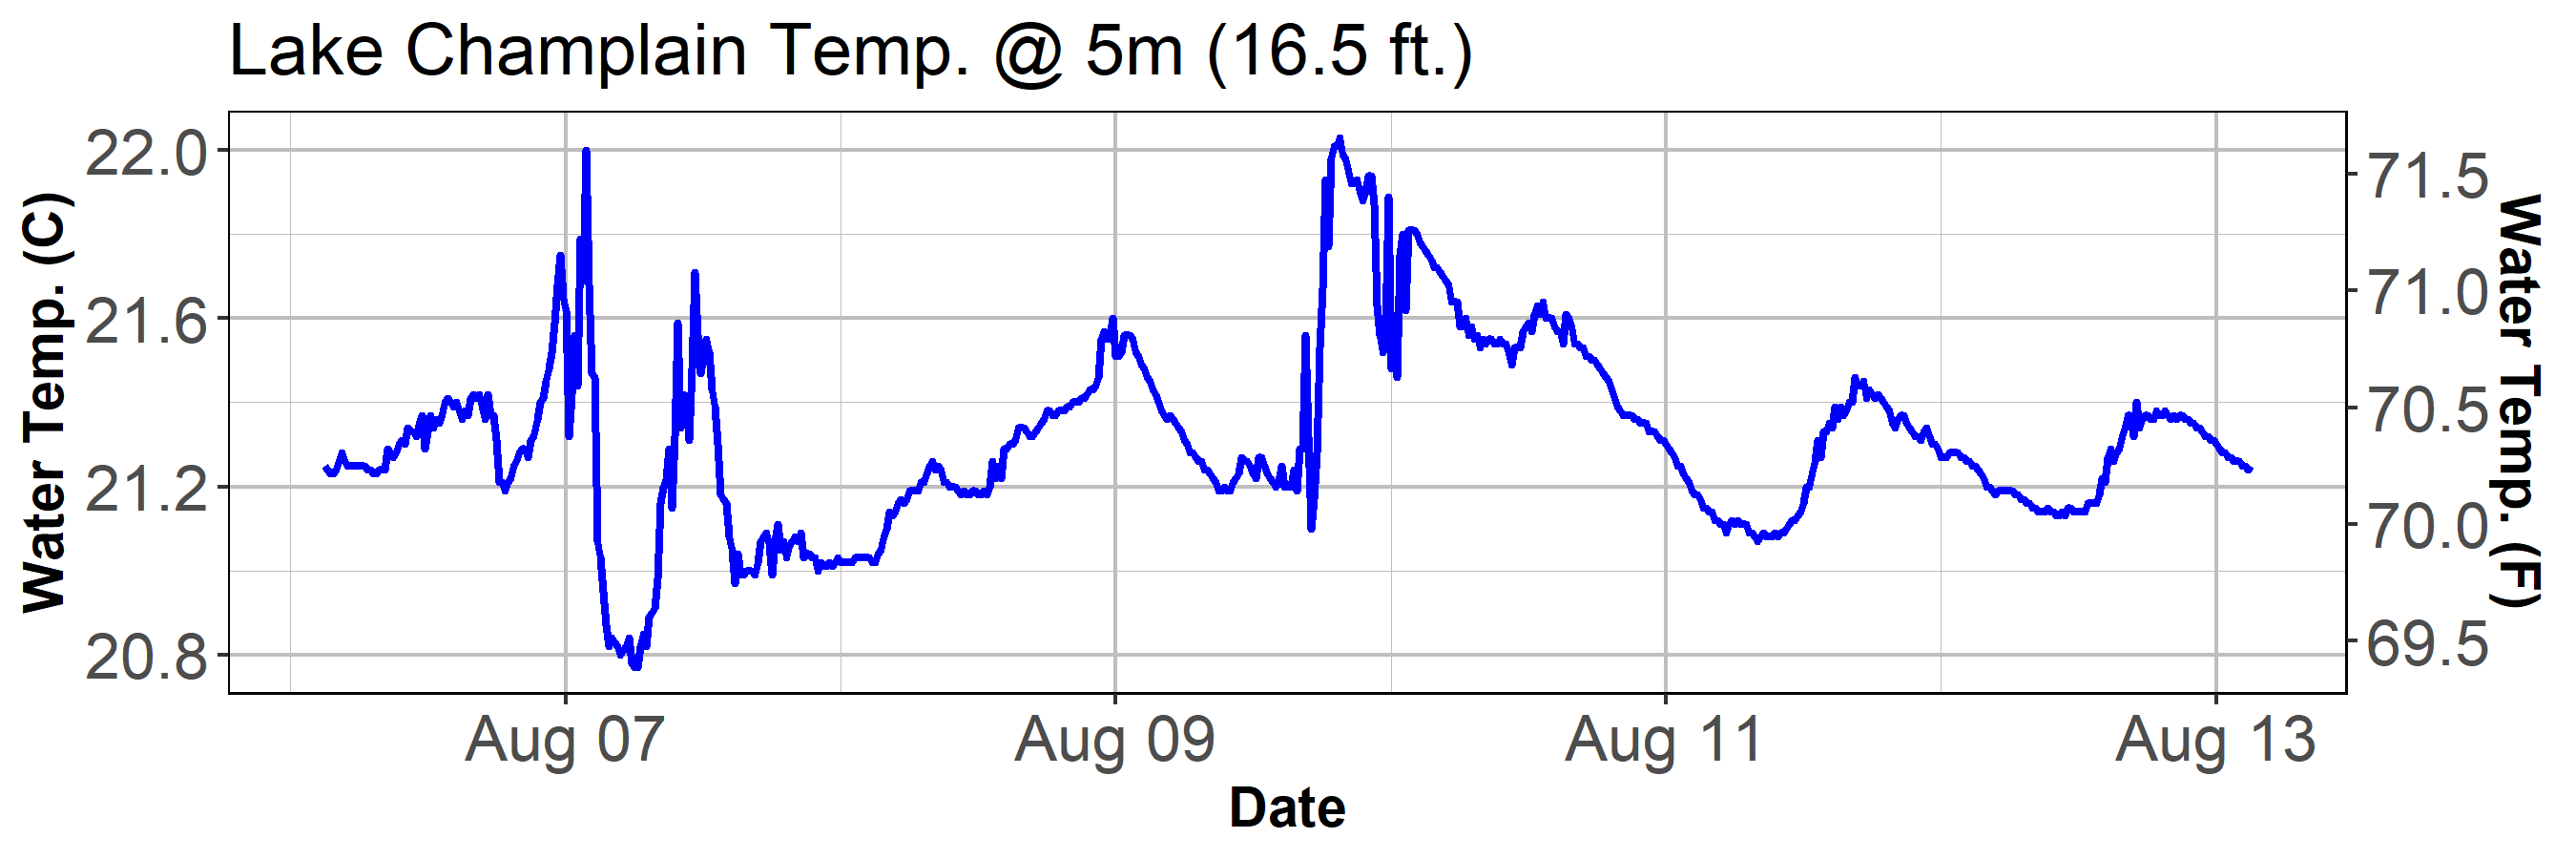 Lake Champlain Temp. @ 5m (16.5 ft.)
Water Temp. (C)
22.0
21.6
21.2
20.8
71.5
71.0
70.5
70.0
69.5
Water Temp. (F)
Aug 07 Aug 09 Aug 11 Aug 13
Date